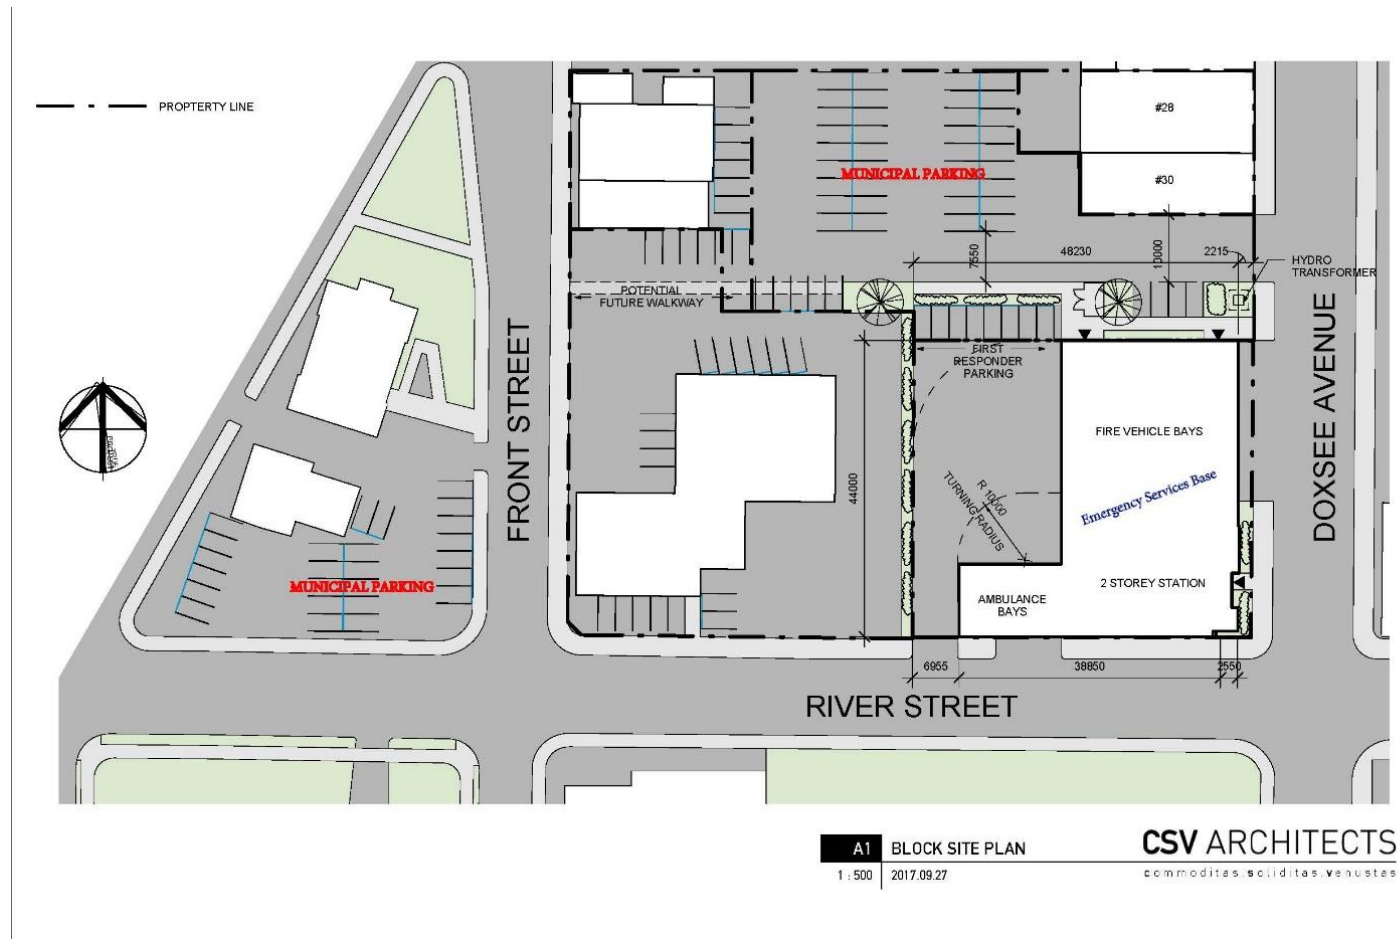 PROPTERTY LINE
#28
#30
MUNICIPAL PARKING
7550
48230
10000
2215
HYDRO
TRANSFORMER
POTENTIAL
FUTURE WALKWAY
FIRST
RESPONDER
PARKING
FRONT STREET
DOXSEE AVENUE
FIRE VEHICLE BAYS
Emergency Services Base
44000
R 10000
TURNING RADIUS
MUNICIPAL PARKING
2 STOREY STATION
AMBULANCE
BAYS
6955
38850
2550
RIVER STREET
A1 BLOCK SITE PLAN
1 : 500 2017.09.27
CSV ARCHITECTS
commoditas.soliditas.venustas